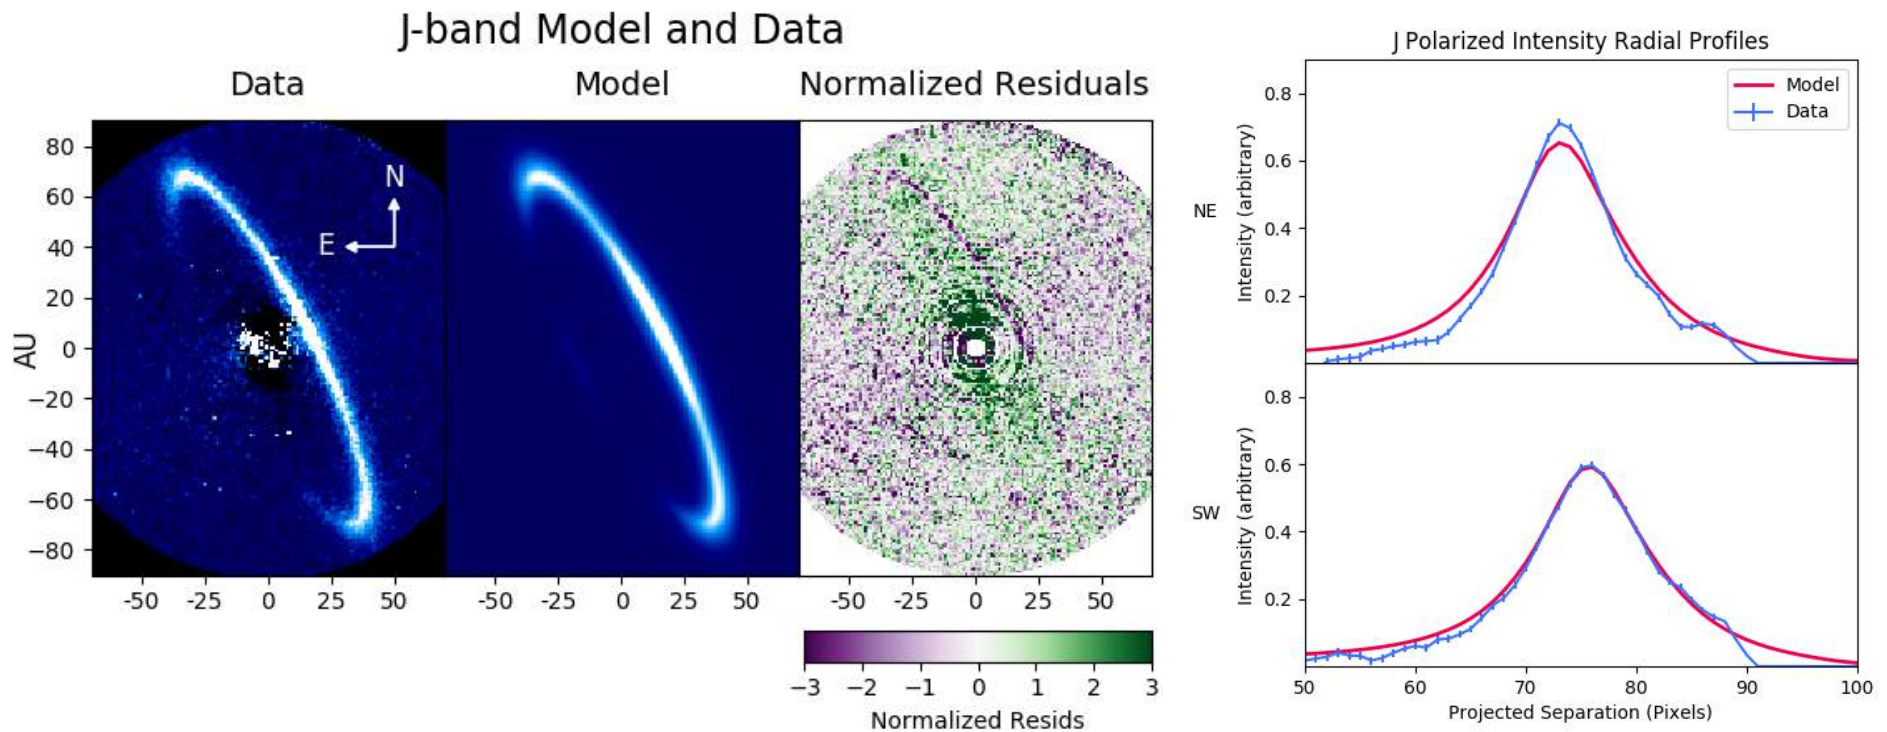 J-band Model and Data
Data Model Normalized Residuals
AU
80
60
40
20
0
−20
−40
−60
−80
N
E
-50 -25 0 25 50
-50 -25 0 25 50
-50 -25 0 25 50
−3 −2 −1 0 1 2 3
Normalized Resids
J Polarized Intensity Radial Profiles
Model
Data
NE
Intensity (arbitrary)
0.8
0.6
0.4
0.2
SW
Intensity (arbitrary)
0.8
0.6
0.4
0.2
50 60 70 80 90 100
Projected Separation (Pixels)